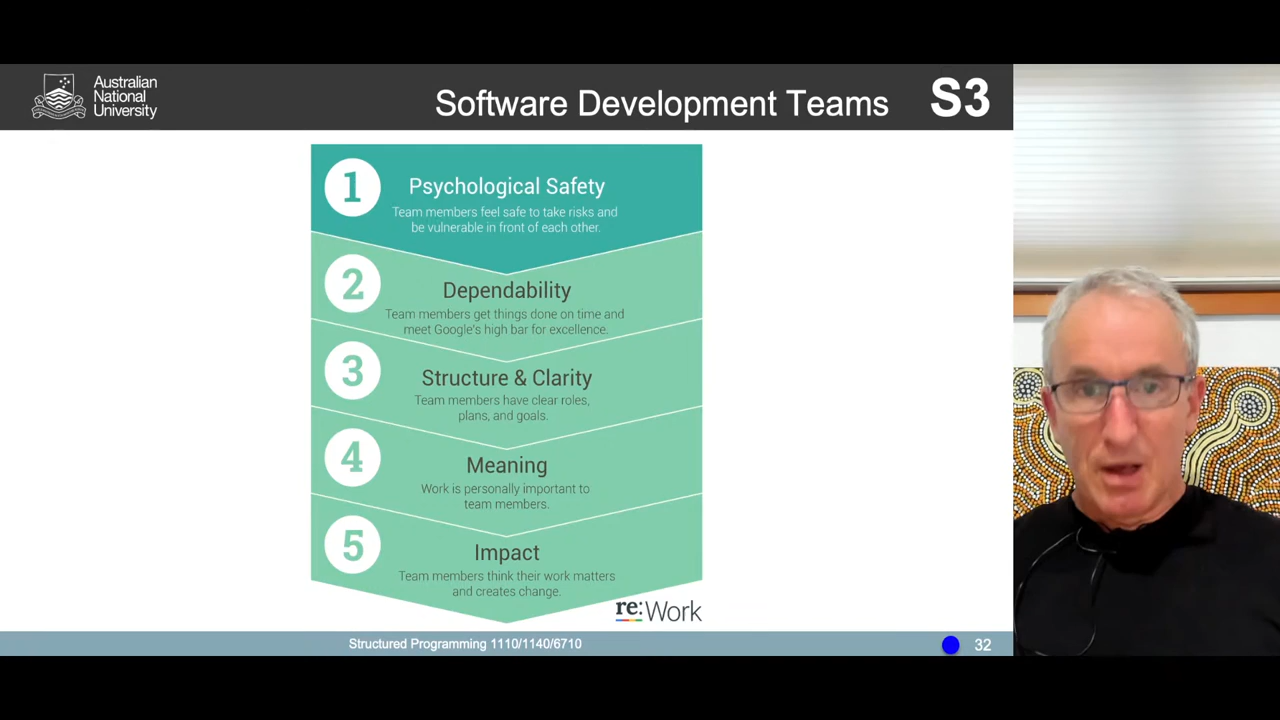 Australian
National
University
Software Development Teams
S3
1
Psychological Safety
Team members feel safe to take risks and
be vulnerable in front of each other.
2
Dependability
Team members get things done on time and
meet Google's high bar for excellence.
3
Structure & Clarity
Team members have clear roles,
plans, and goals.
4
Meaning
Work is personally important to
team members.
5
Impact
Team members think their work matters
and creates change.
re:Work
Structured Programming 1110/1140/6710
32